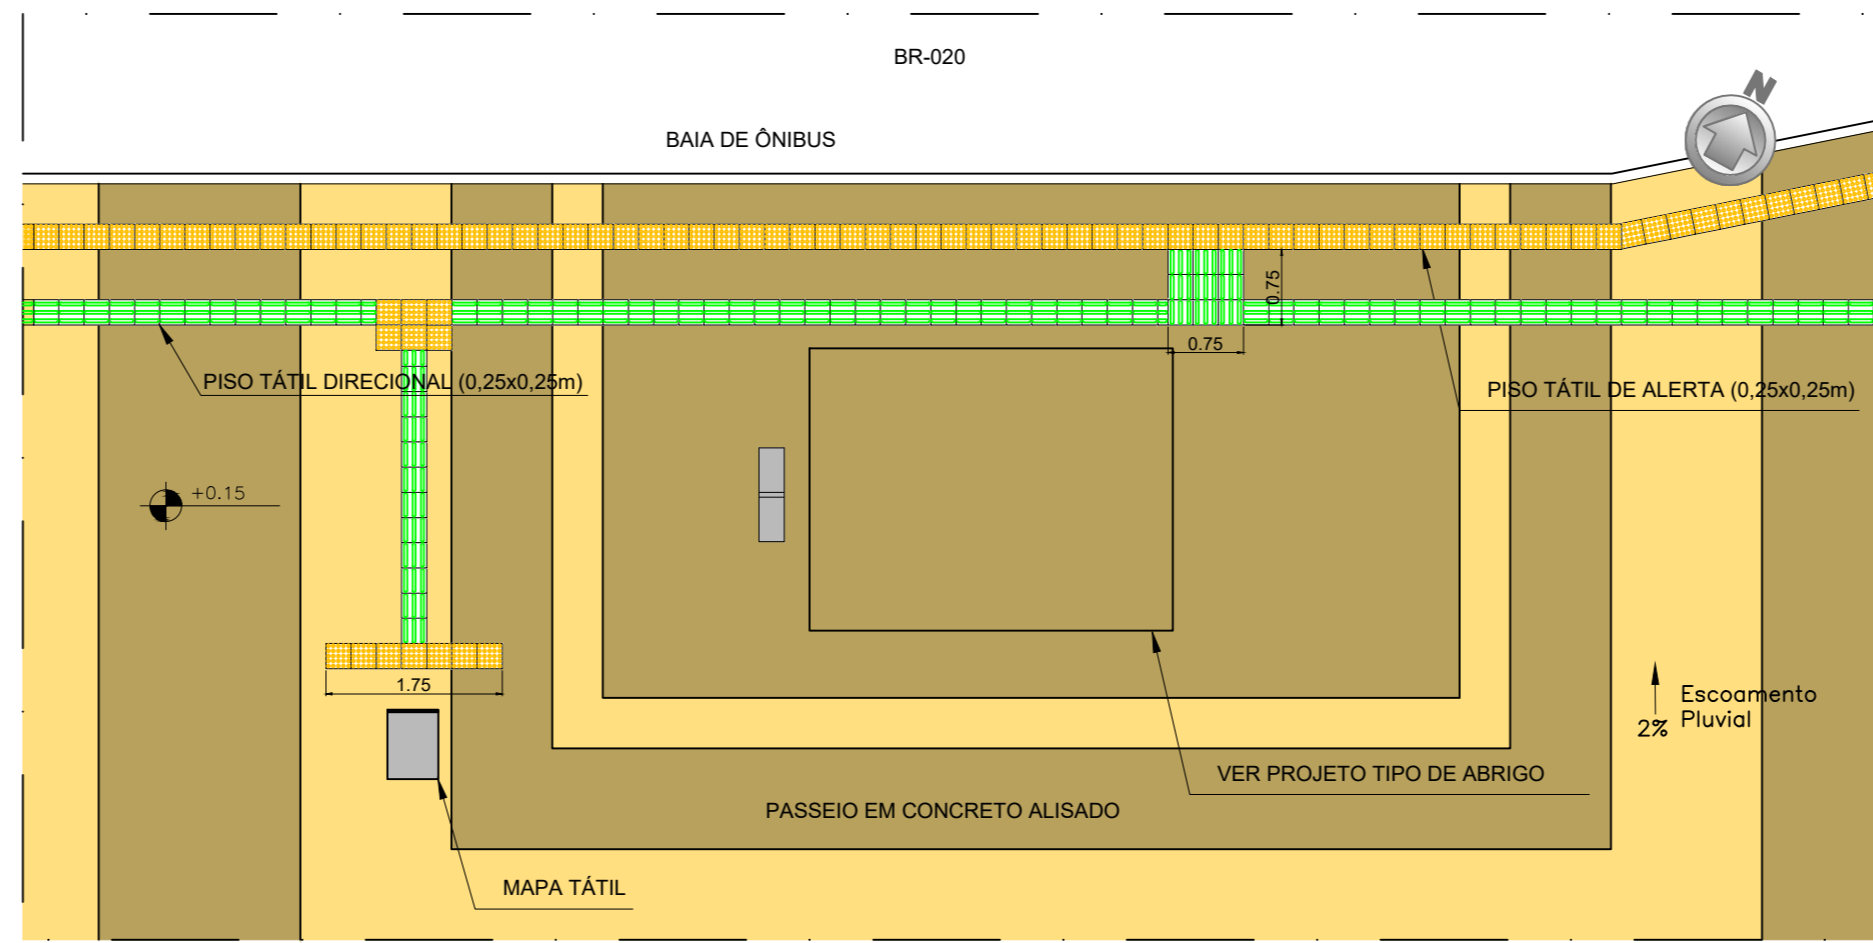 BR-020
N
BAIA DE ÔNIBUS
0.75
0.75
PISO TÁTIL DIRECIONAL (0,25x0,25m)
PISO TÁTIL DE ALERTA (0,25x0,25m)
+0.15
1.75
Escoamento
Pluvial
2%
VER PROJETO TIPO DE ABRIGO
PASSEIO EM CONCRETO ALISADO
MAPA TÁTIL